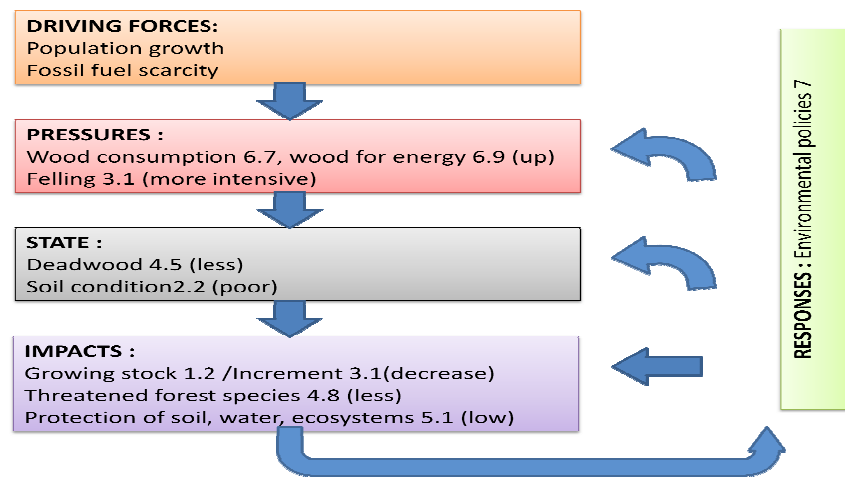 DRIVING FORCES:
Population growth
Fossil fuel scarcity
PRESSURES :
Wood consumption 6.7, wood for energy 6.9 (up)
Felling 3.1 (more intensive)
STATE :
Deadwood 4.5 (less)
Soil condition2.2 (poor)
IMPACTS :
Growing stock 1.2 /Increment 3.1(decrease)
Threatened forest species 4.8 (less)
Protection of soil, water, ecosystems 5.1 (low)
RESPONSES : Environmental policies 7